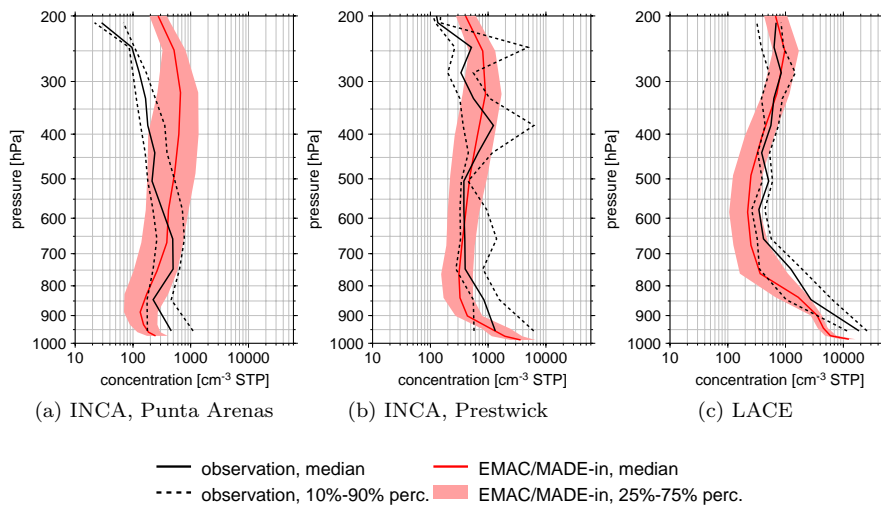 200
300
400
500
600
700
800
900
1000
pressure [hPa]
10 100 1000 10000
concentration [cm-3 STP]
(a) INCA, Punta Arenas
200
300
400
500
600
700
800
900
1000
pressure [hPa]
10 100 1000 10000
concentration [cm-3 STP]
(b) INCA, Prestwick
200
300
400
500
600
700
800
900
1000
pressure [hPa]
10 100 1000 10000
concentration [cm-3 STP]
(c) LACE
observation, median
EMAC/MADE-in, median
observation, 10%-90% perc.
EMAC/MADE-in, 25%-75% perc.